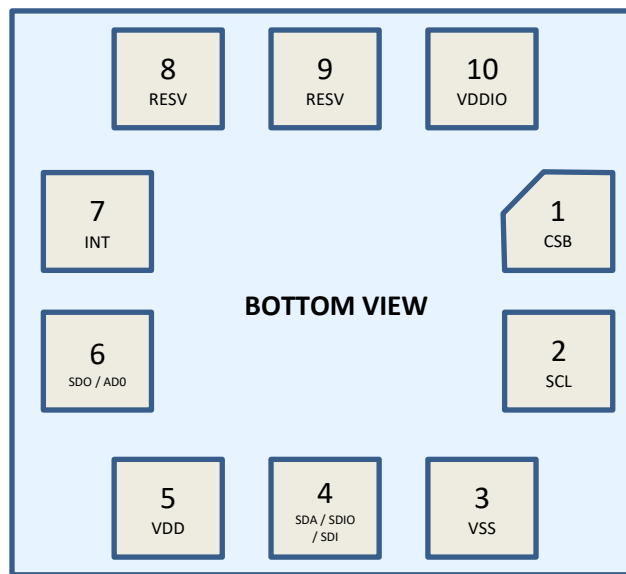 8
RESV
9
RESV
10
VDDIO
7
INT
1
CSB
BOTTOM VIEW
6
SDO / AD0
2
SCL
5
VDD
4
SDA / SDIO
/ SDI
3
VSS